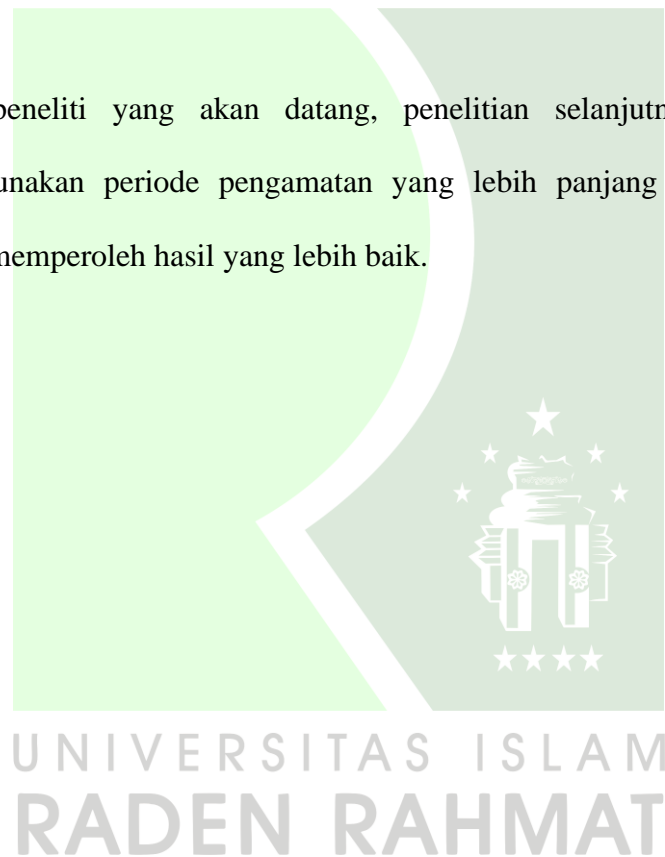 peneliti yang akan datang, penelitian selanjutn
unakan periode pengamatan yang lebih panjang
memperoleh hasil yang lebih baik.
UNIVERSITAS ISLAM
RADEN RAHMAT